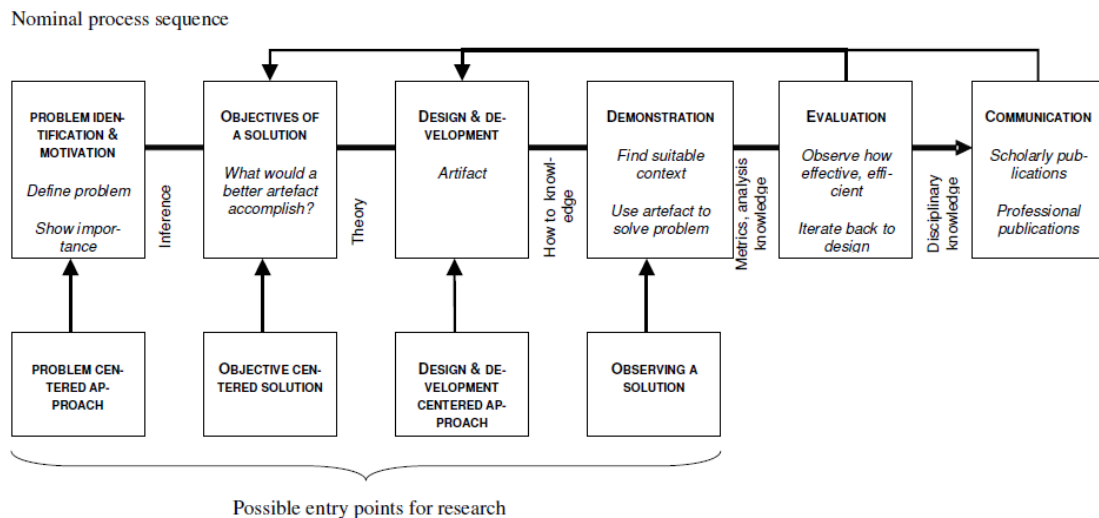 Nominal process sequence
PROBLEM IDEN-
TIFICATION &
MOTIVATION
Define problem
Show impor-
tance
Inference
OBJECTIVES OF
A SOLUTION
What would a
better artefact
accomplish?
Theory
DESIGN & DE-
VELOPMENT
Artifact
How to knowl-
edge
DEMONSTRATION
Find suitable
context
Use artefact to
solve problem
Metrics, analysis
knowledge
EVALUATION
Observe how
effective, effi-
cient
Iterate back to
design
Disciplinary
knowledge
COMMUNICATION
Scholarly pub-
lications
Professional
publications
PROBLEM CEN-
TERED AP-
PROACH
OBJECTIVE
CENTERED SOLUTION
DESIGN & DE-
VELOPMENT
CENTERED AP-
PROACH
OBSERVING A
SOLUTION
Possible entry points for research